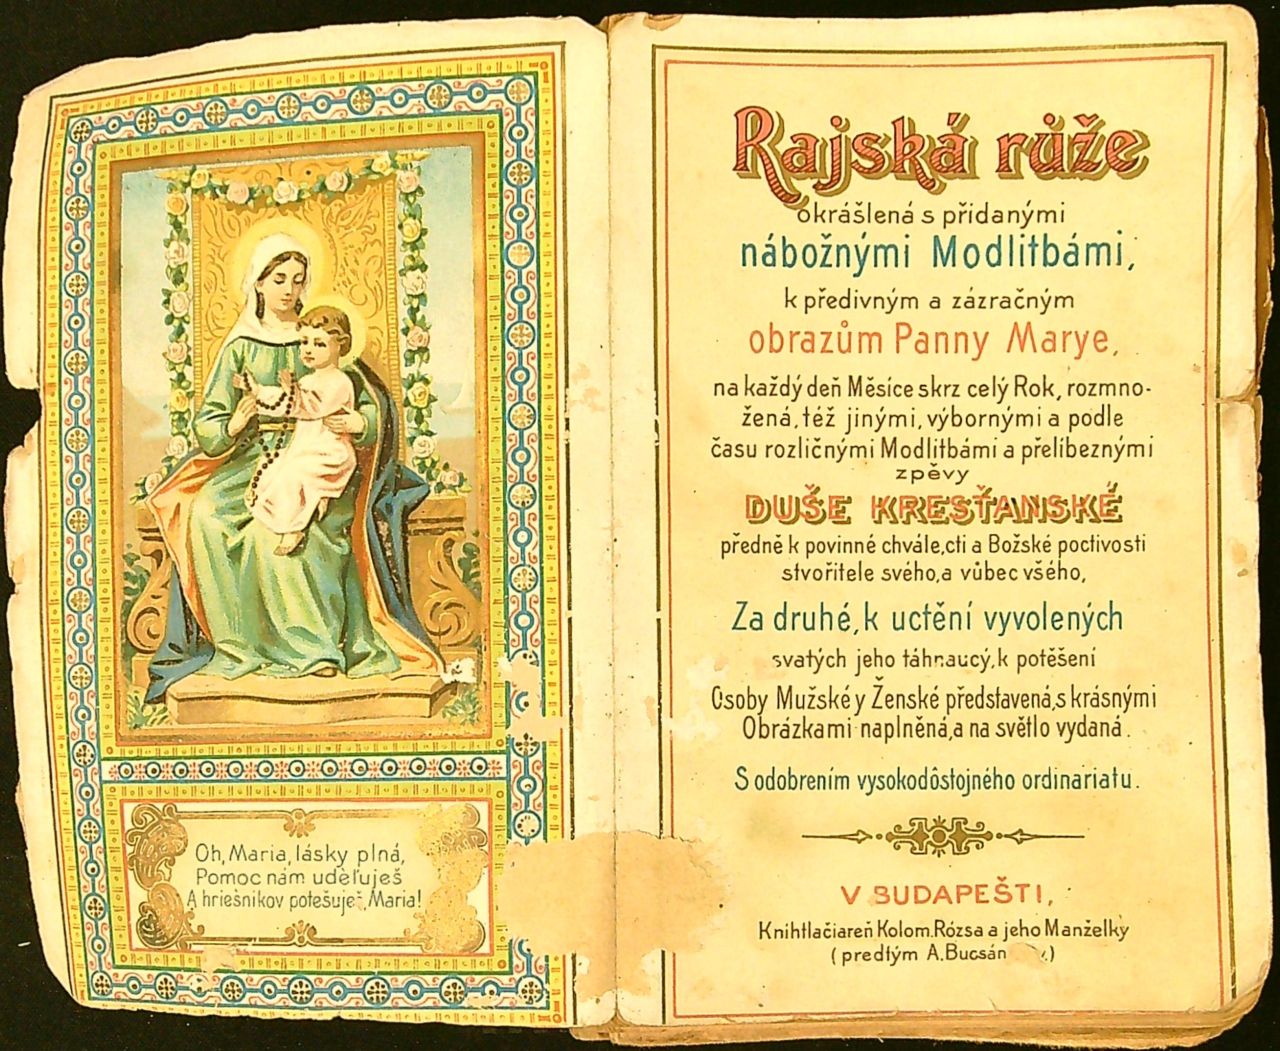 Oh, Maria, lásky plná,
Pomoc nám udeľuješ
A hriešnikov potešuješ, Maria!
Rajská růže
okrášlená s přidanými
nábožnými Modlitbámi,
k předivným a zázračným
obrazům Panny Marye,
na každý deň Měsíce skrz celý Rok, rozmno-
žená, též jinými, výbornými a podle
času rozličnými Modlitbámi a přelibeznými
zpěvy
DUŠE KRESŤANSKÉ
předně k povinné chvále, cti a Božské poctivosti
stvořitele svého, a vůbec všého,
Za druhé, k uctění vyvolených
svatých jeho táhnaucý, k potěšení
Osoby Mužské y Ženské představená, s krásnými
Obrázkami naplněná, a na světlo vydaná.
S odobrením vysokodôstojného ordinariatu.
V BUDAPEŠTI,
Knihtlačiareň Kolom. Rózsa a jeho Manželky
(predtým A. Bucsán